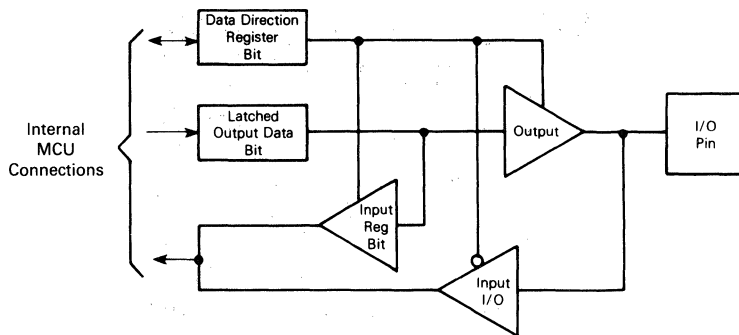 Data Direction
Register
Bit
Latched
Output Data
Bit
Internal
MCU
Connections
Output
I/O
Pin
Input
Reg
Bit
Input
I/O